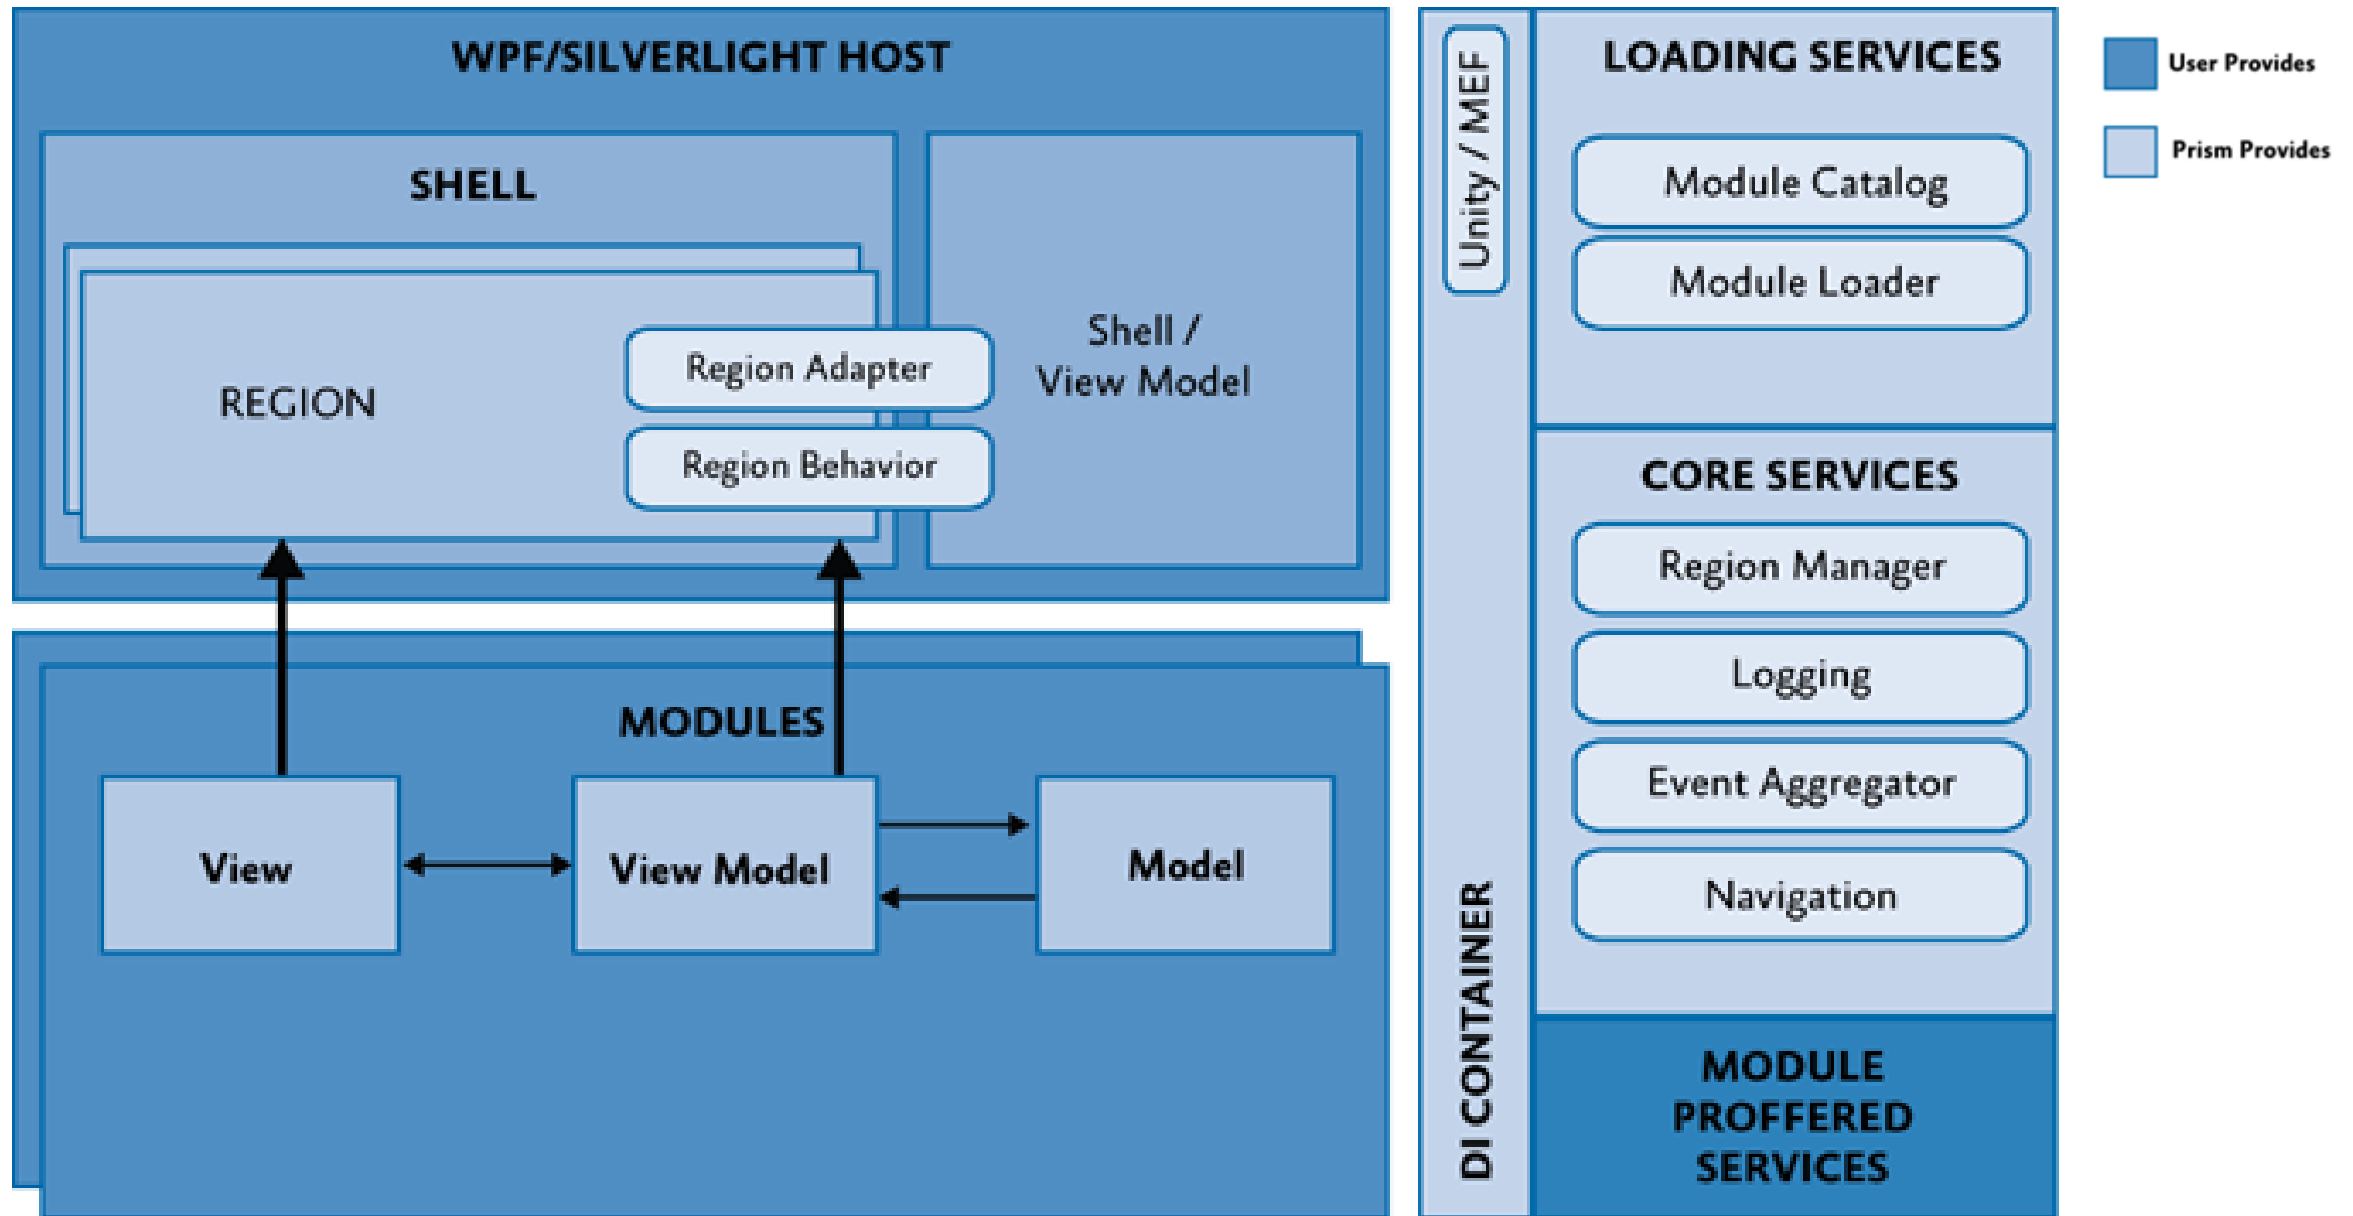 WPF/SILVERLIGHT HOST
SHELL
REGION
Region Adapter
Region Behavior
Shell /
View Model
MODULES
View
View Model
Model
Unity / MEF
DI CONTAINER
LOADING SERVICES
Module Catalog
Module Loader
CORE SERVICES
Region Manager
Logging
Event Aggregator
Navigation
MODULE
PROFFERED
SERVICES
User Provides
Prism Provides